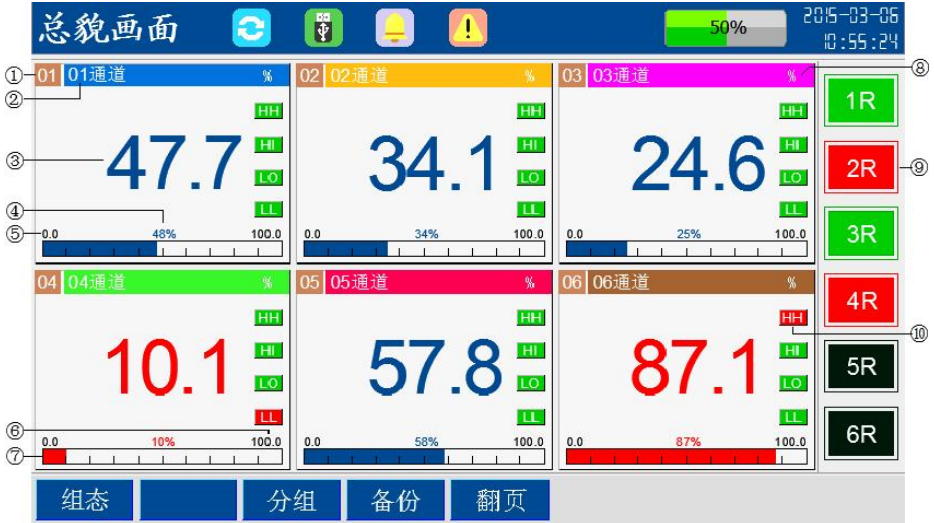 总貌画面 50% 2015-03-06
10:55:24
① 01 01通道 % 02 02通道 % 03 03通道 % ⑧
②
HH HH HH 1R
③ 47.7 HI 34.1 HI 24.6 HI 2R ⑨
LO LO LO
④ LL LL LL 3R
⑤ 0.0 48% 100.0 0.0 34% 100.0 0.0 25% 100.0
04 04通道 % 05 05通道 % 06 06通道 % 4R
HH HH HH ⑩
10.1 HI 57.8 HI 87.1 HI 5R
LO LO LO
LL LL LL 6R
⑥ 0.0 10% 100.0 0.0 58% 100.0 0.0 87% 100.0
⑦
组态 分组 备份 翻页